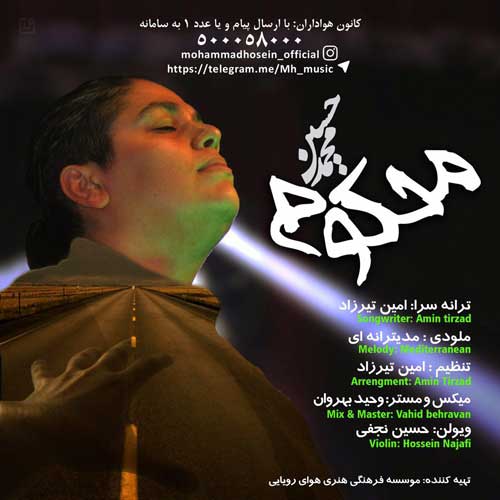 کانون هواداران: با ارسال پیام و یا عدد ۱ به سامانه
۵۰۰۰۵۸۰۰۰
mohammadhosein_official
https://telegram.me/Mh_music
محمد حسین
محکوم
ترانه سرا: امین تیرزاد
Songwriter: Amin tirzad
ملودی : مدیترانه ای
Melody: Mediterranean
تنظیم : امین تیرزاد
Arrengment: Amin Tirzad
میکس و مستر: وحید بهروان
Mix & Master: Vahid behravan
ویولن: حسین نجفی
Violin: Hossein Najafi
تهیه کننده: موسسه فرهنگی هنری هوای رویایی